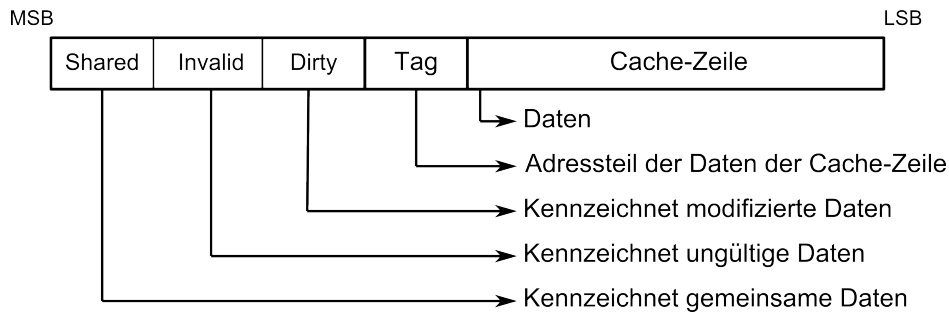 MSB LSB
Shared Invalid Dirty Tag Cache-Zeile
Daten
Adressteil der Daten der Cache-Zeile
Kennzeichnet modifizierte Daten
Kennzeichnet ungültige Daten
Kennzeichnet gemeinsame Daten